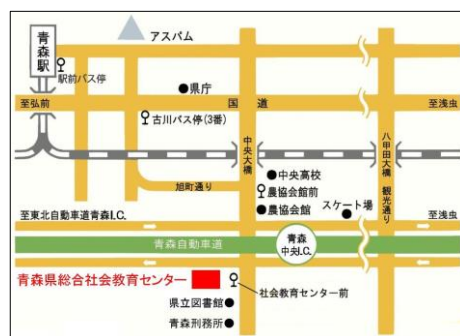 アスパム
青森駅
駅前バス停
県庁
至弘前
国道
至浅虫
古川バス停(3番)
中央大橋
八甲田大橋
観光通り
中央高校
旭町通り
農協会館前
農協会館
スケート場
至東北自動車道青森I.C.
至浅虫
青森自動車道
青森
中央I.C.
青森県総合社会教育センター
社会教育センター前
県立図書館
青森刑務所